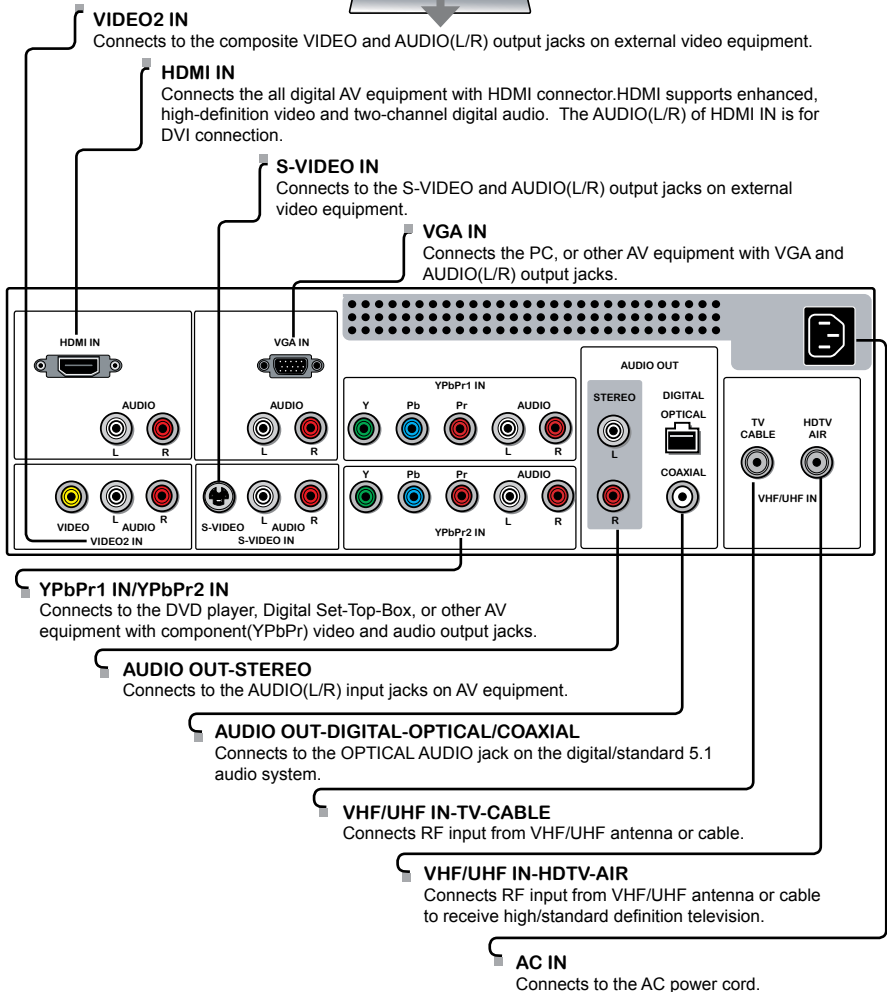 VIDEO2 IN
Connects to the composite VIDEO and AUDIO(L/R) output jacks on external video equipment.
HDMI IN
Connects the all digital AV equipment with HDMI connector.HDMI supports enhanced,
high-definition video and two-channel digital audio. The AUDIO(L/R) of HDMI IN is for
DVI connection.
S-VIDEO IN
Connects to the S-VIDEO and AUDIO(L/R) output jacks on external
video equipment.
VGA IN
Connects the PC, or other AV equipment with VGA and
AUDIO(L/R) output jacks.
HDMI IN
AUDIO
L R
VGA IN
AUDIO
L R
YPbPr1 IN
Y Pb Pr AUDIO
L R
AUDIO OUT
STEREO
L
R
DIGITAL
OPTICAL
COAXIAL
TV
CABLE
HDTV
AIR
VHF/UHF IN
VIDEO L AUDIO R
VIDEO2 IN
S-VIDEO L AUDIO R
S-VIDEO IN
Y Pb Pr AUDIO
L R
YPbPr2 IN
YPbPr1 IN/YPbPr2 IN
Connects to the DVD player, Digital Set-Top-Box, or other AV
equipment with component(YPbPr) video and audio output jacks.
AUDIO OUT-STEREO
Connects to the AUDIO(L/R) input jacks on AV equipment.
AUDIO OUT-DIGITAL-OPTICAL/COAXIAL
Connects to the OPTICAL AUDIO jack on the digital/standard 5.1
audio system.
VHF/UHF IN-TV-CABLE
Connects RF input from VHF/UHF antenna or cable.
VHF/UHF IN-HDTV-AIR
Connects RF input from VHF/UHF antenna or cable
to receive high/standard definition television.
AC IN
Connects to the AC power cord.